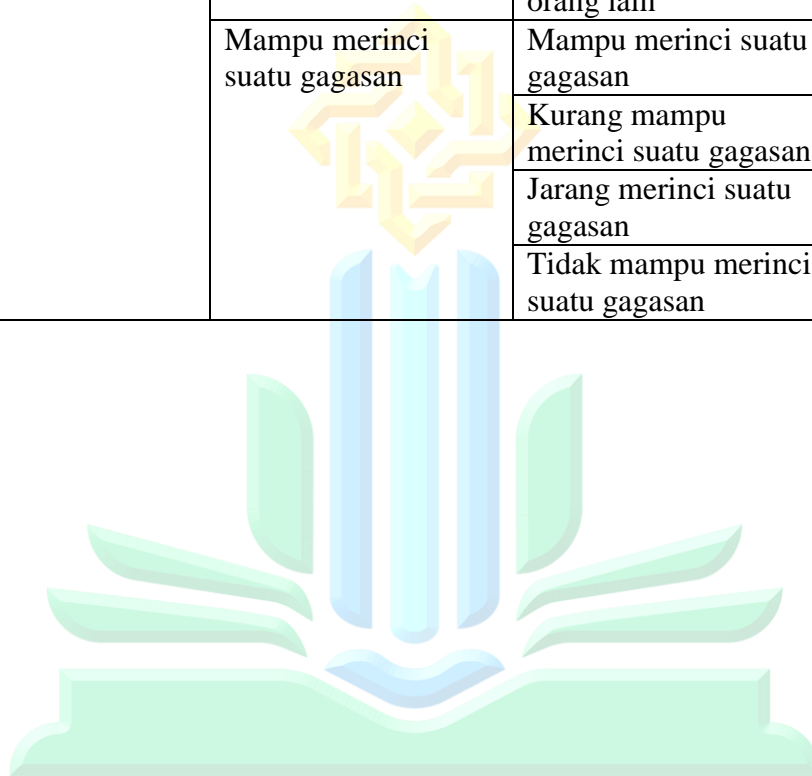 orang lain
Mampu merinci
suatu gagasan
Mampu merinci suatu
gagasan
Kurang mampu
merinci suatu gagasan
Jarang merinci suatu
gagasan
Tidak mampu merinci
suatu gagasan